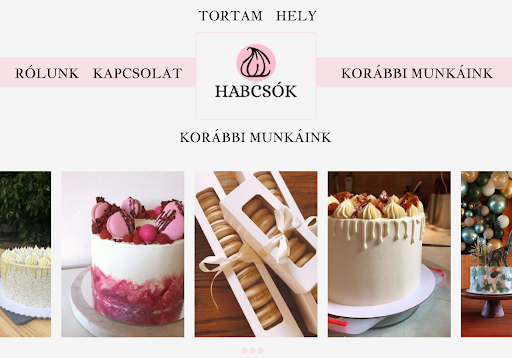 TORTAM HELY
RÓLUNK KAPCSOLAT
HABCSÓK
KORÁBBI MUNKÁINK
KORÁBBI MUNKÁINK